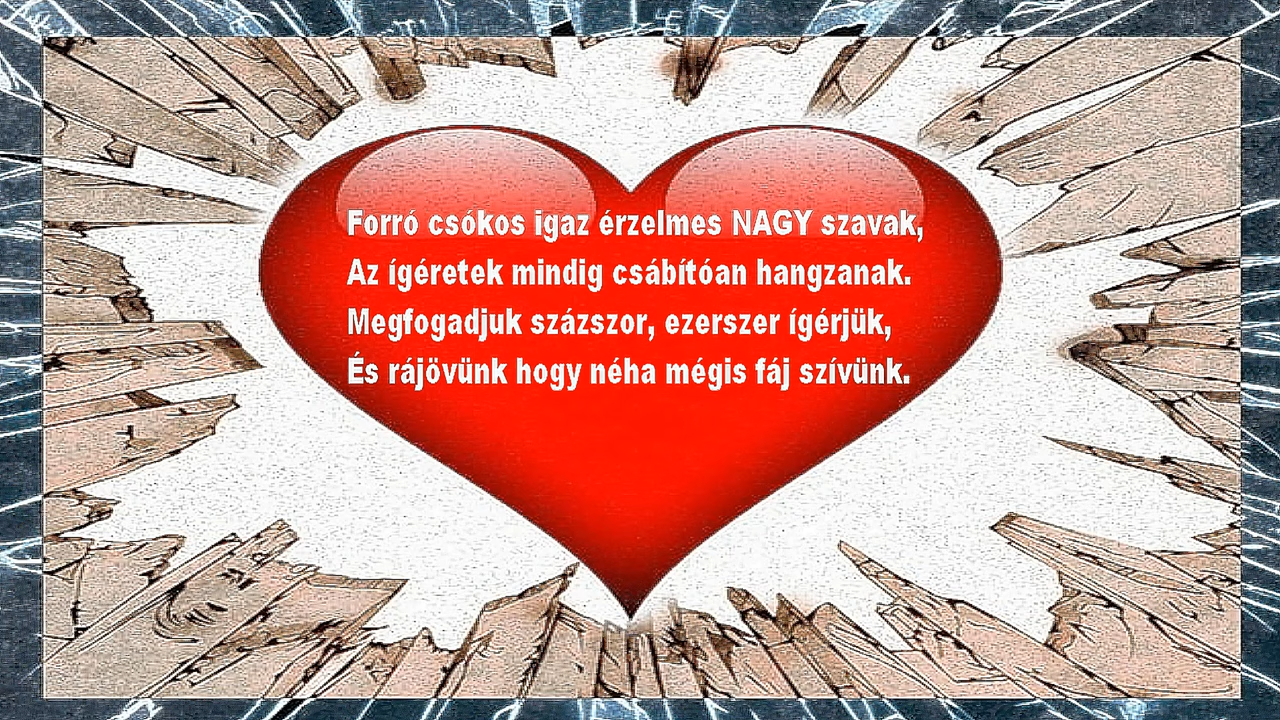 Forró csókos igaz érzelmes NAGY szavak,
Az ígéretek mindig csábítóan hangzanak.
Megfogadjuk százszor, ezerszer ígérjük,
És rájövünk hogy néha mégis fáj szívünk.